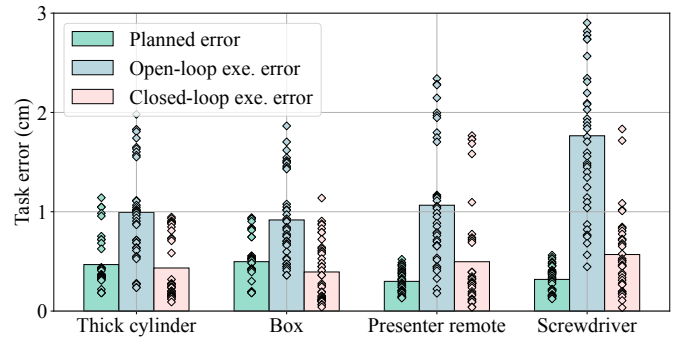 3
2
1
0
Task error (cm)
Planned error
Open-loop exe. error
Closed-loop exe. error
Thick cylinder
Box
Presenter remote
Screwdriver